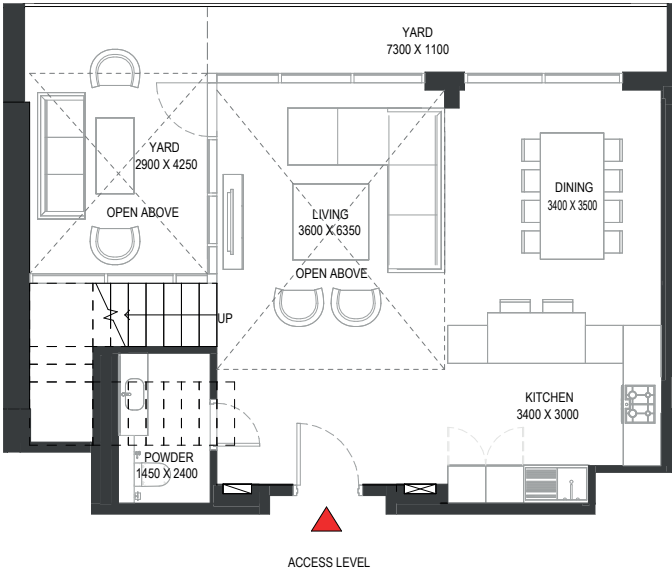 YARD
7300 X 1100
YARD
2900 X 4250
OPEN ABOVE
DINING
3400 X 3500
LIVING
3600 X 6350
OPEN ABOVE
UP
KITCHEN
3400 X 3000
POWDER
1450 X 2400
ACCESS LEVEL